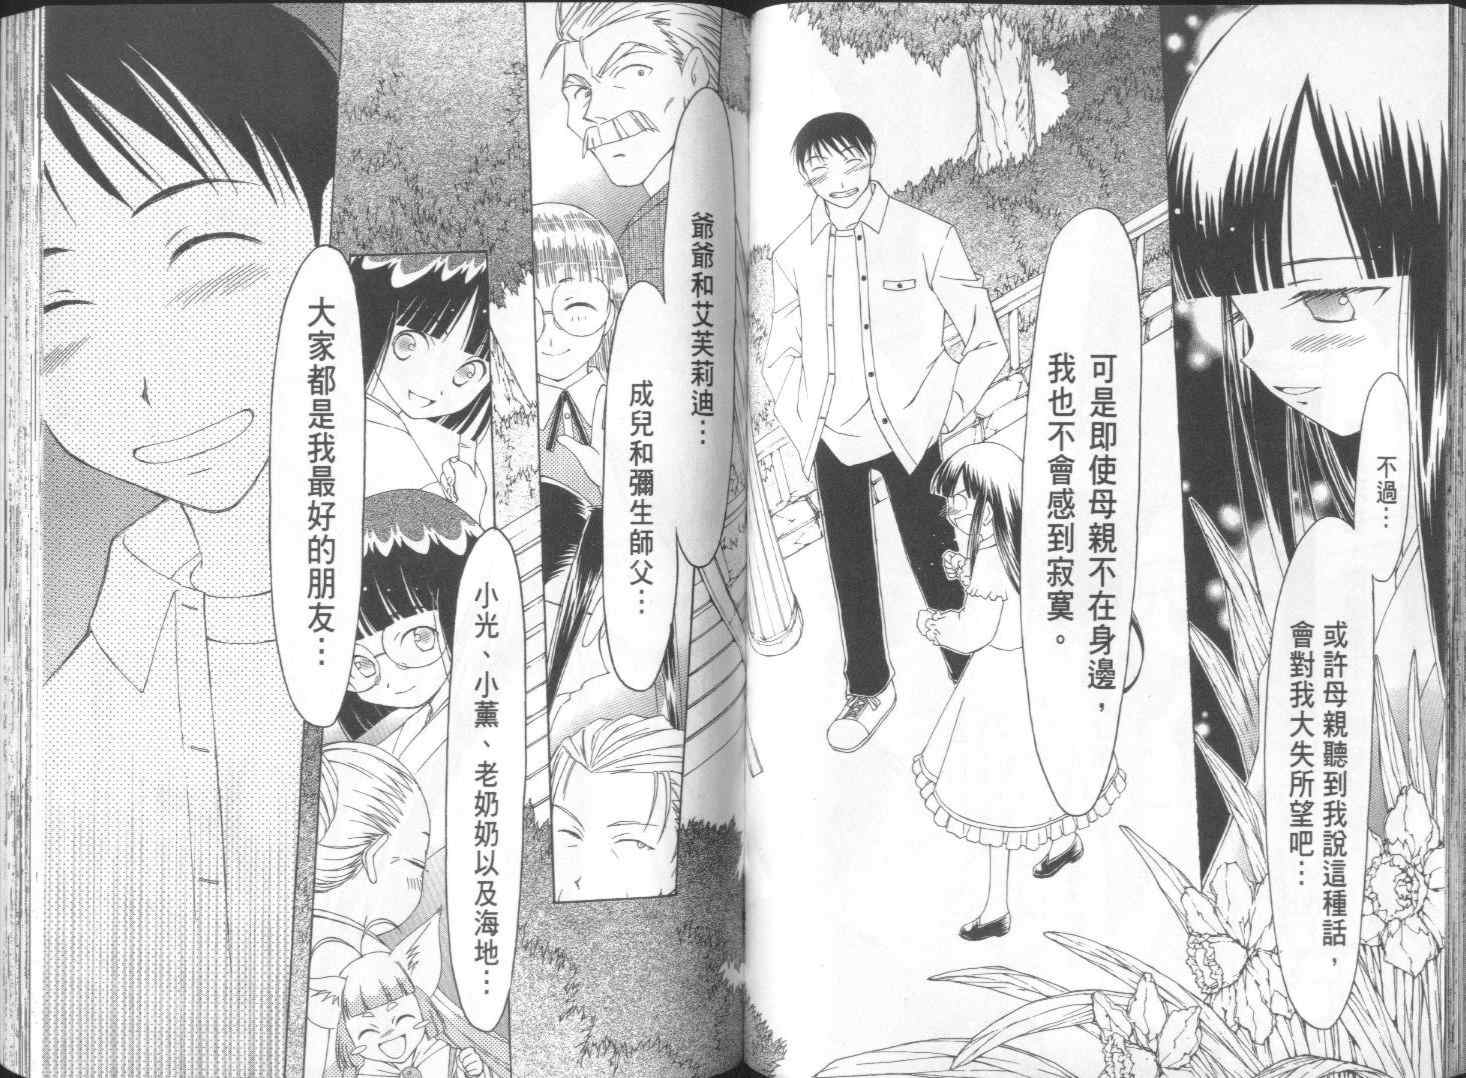 不過…
或許母親聽到我說這種話，
會對我大失所望吧…
可是即使母親不在身邊，
我也不會感到寂寞。
爺爺和艾芙莉迪…
成兒和彌生師父…
小光、小薰、老奶奶以及海地…
大家都是我最好的朋友…